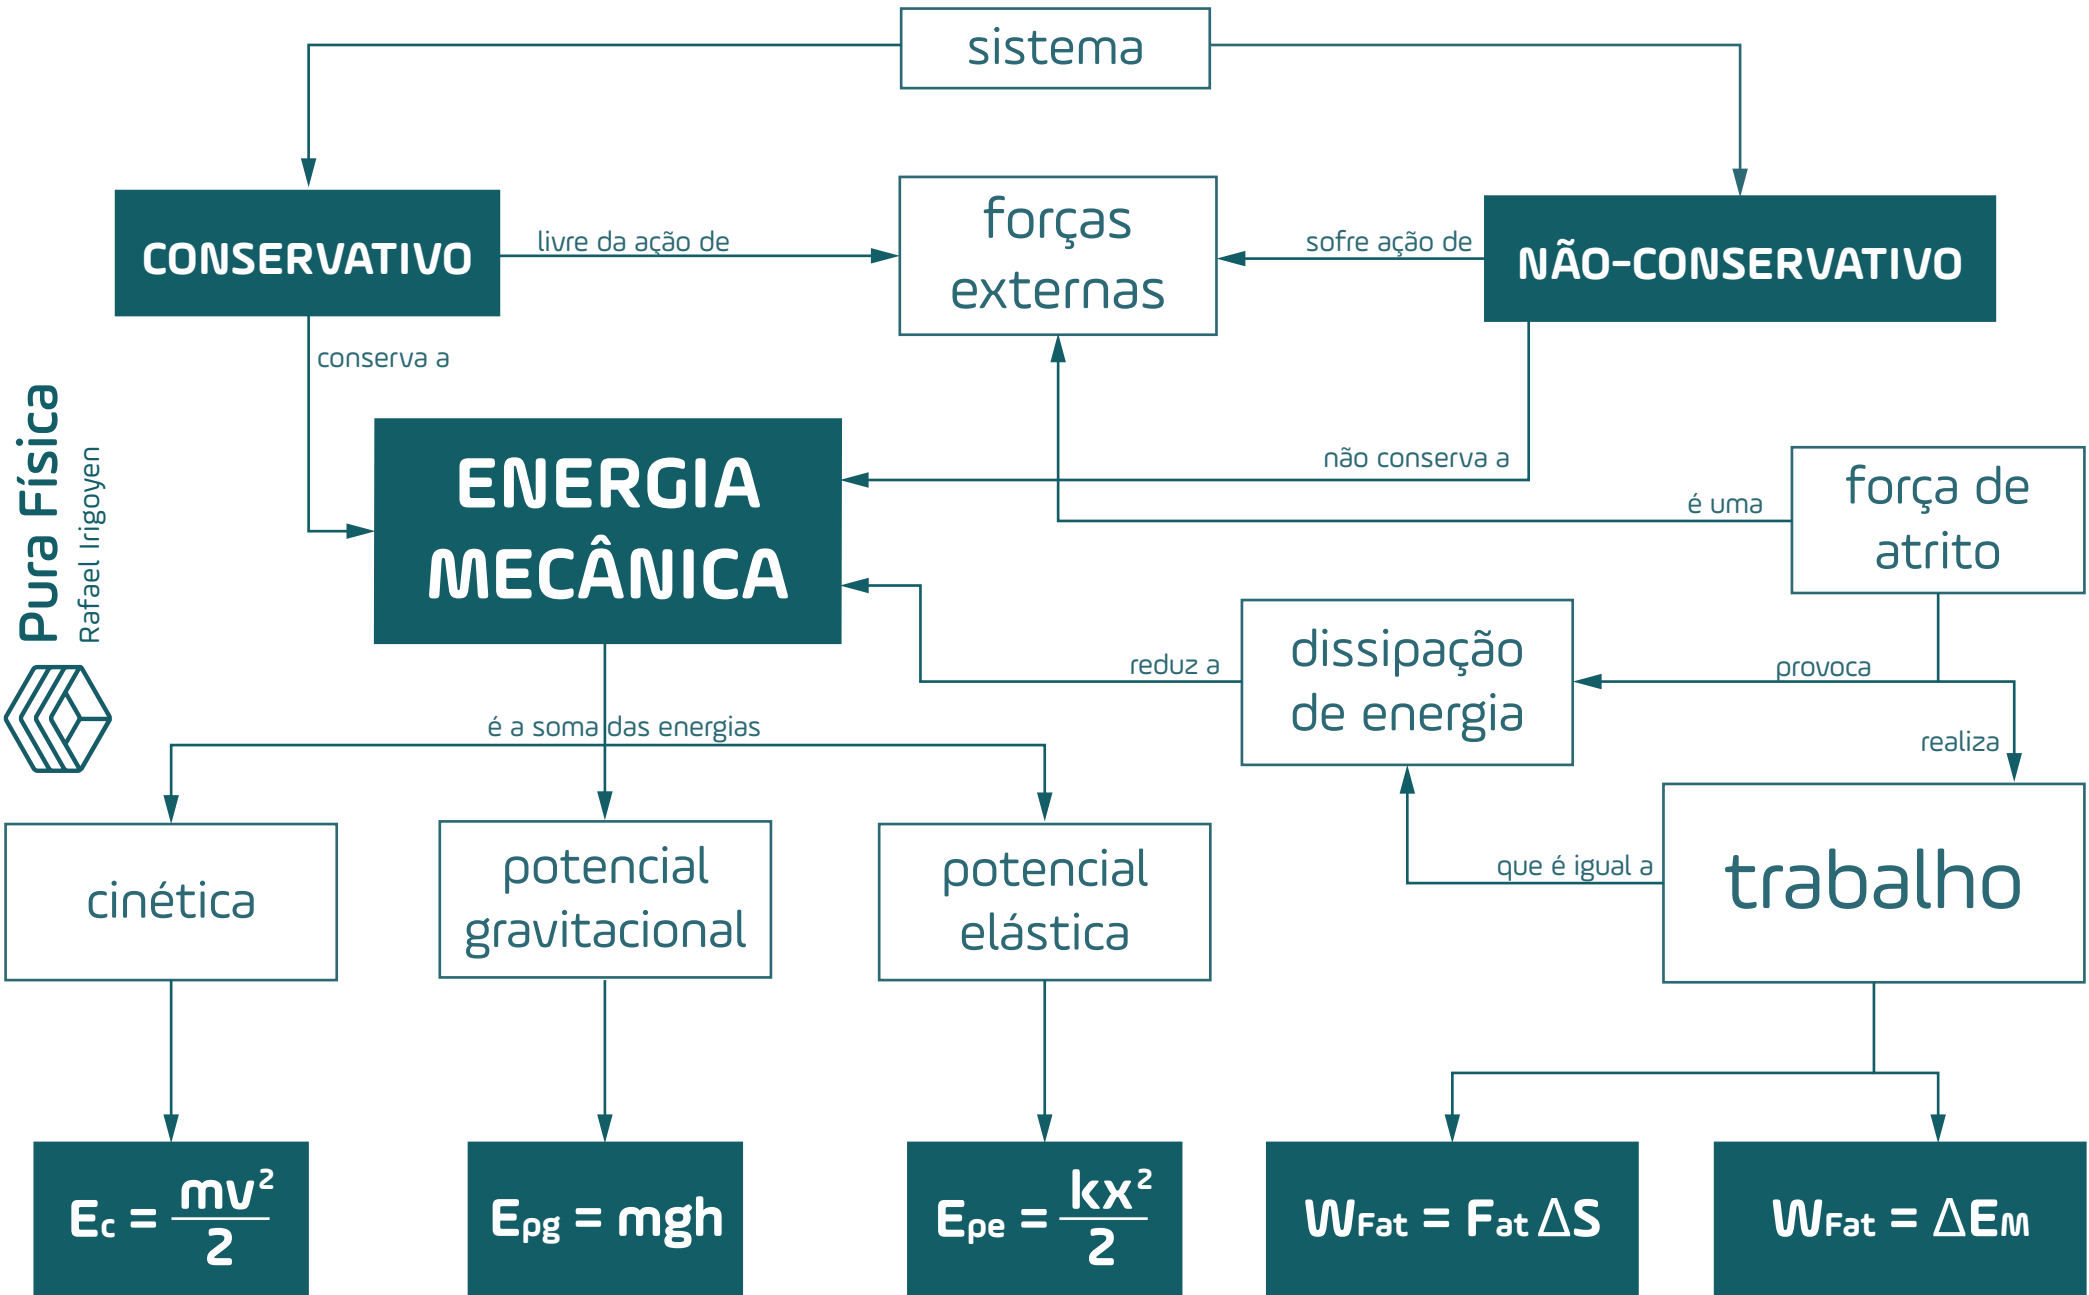 sistema
CONSERVATIVO
livre da ação de
forças
externas
sofre ação de
NÃO-CONSERVATIVO
conserva a
Pura Física
Rafael Irigoyen
ENERGIA
MECÂNICA
não conserva a
é uma
força de
atrito
reduz a
dissipação
de energia
provoca
realiza
é a soma das energias
cinética
potencial
gravitacional
potencial
elástica
que é igual a
trabalho
Ec = mv²/2
Epg = mgh
Epe = kx²/2
WFat = Fat ΔS
WFat = ΔEM